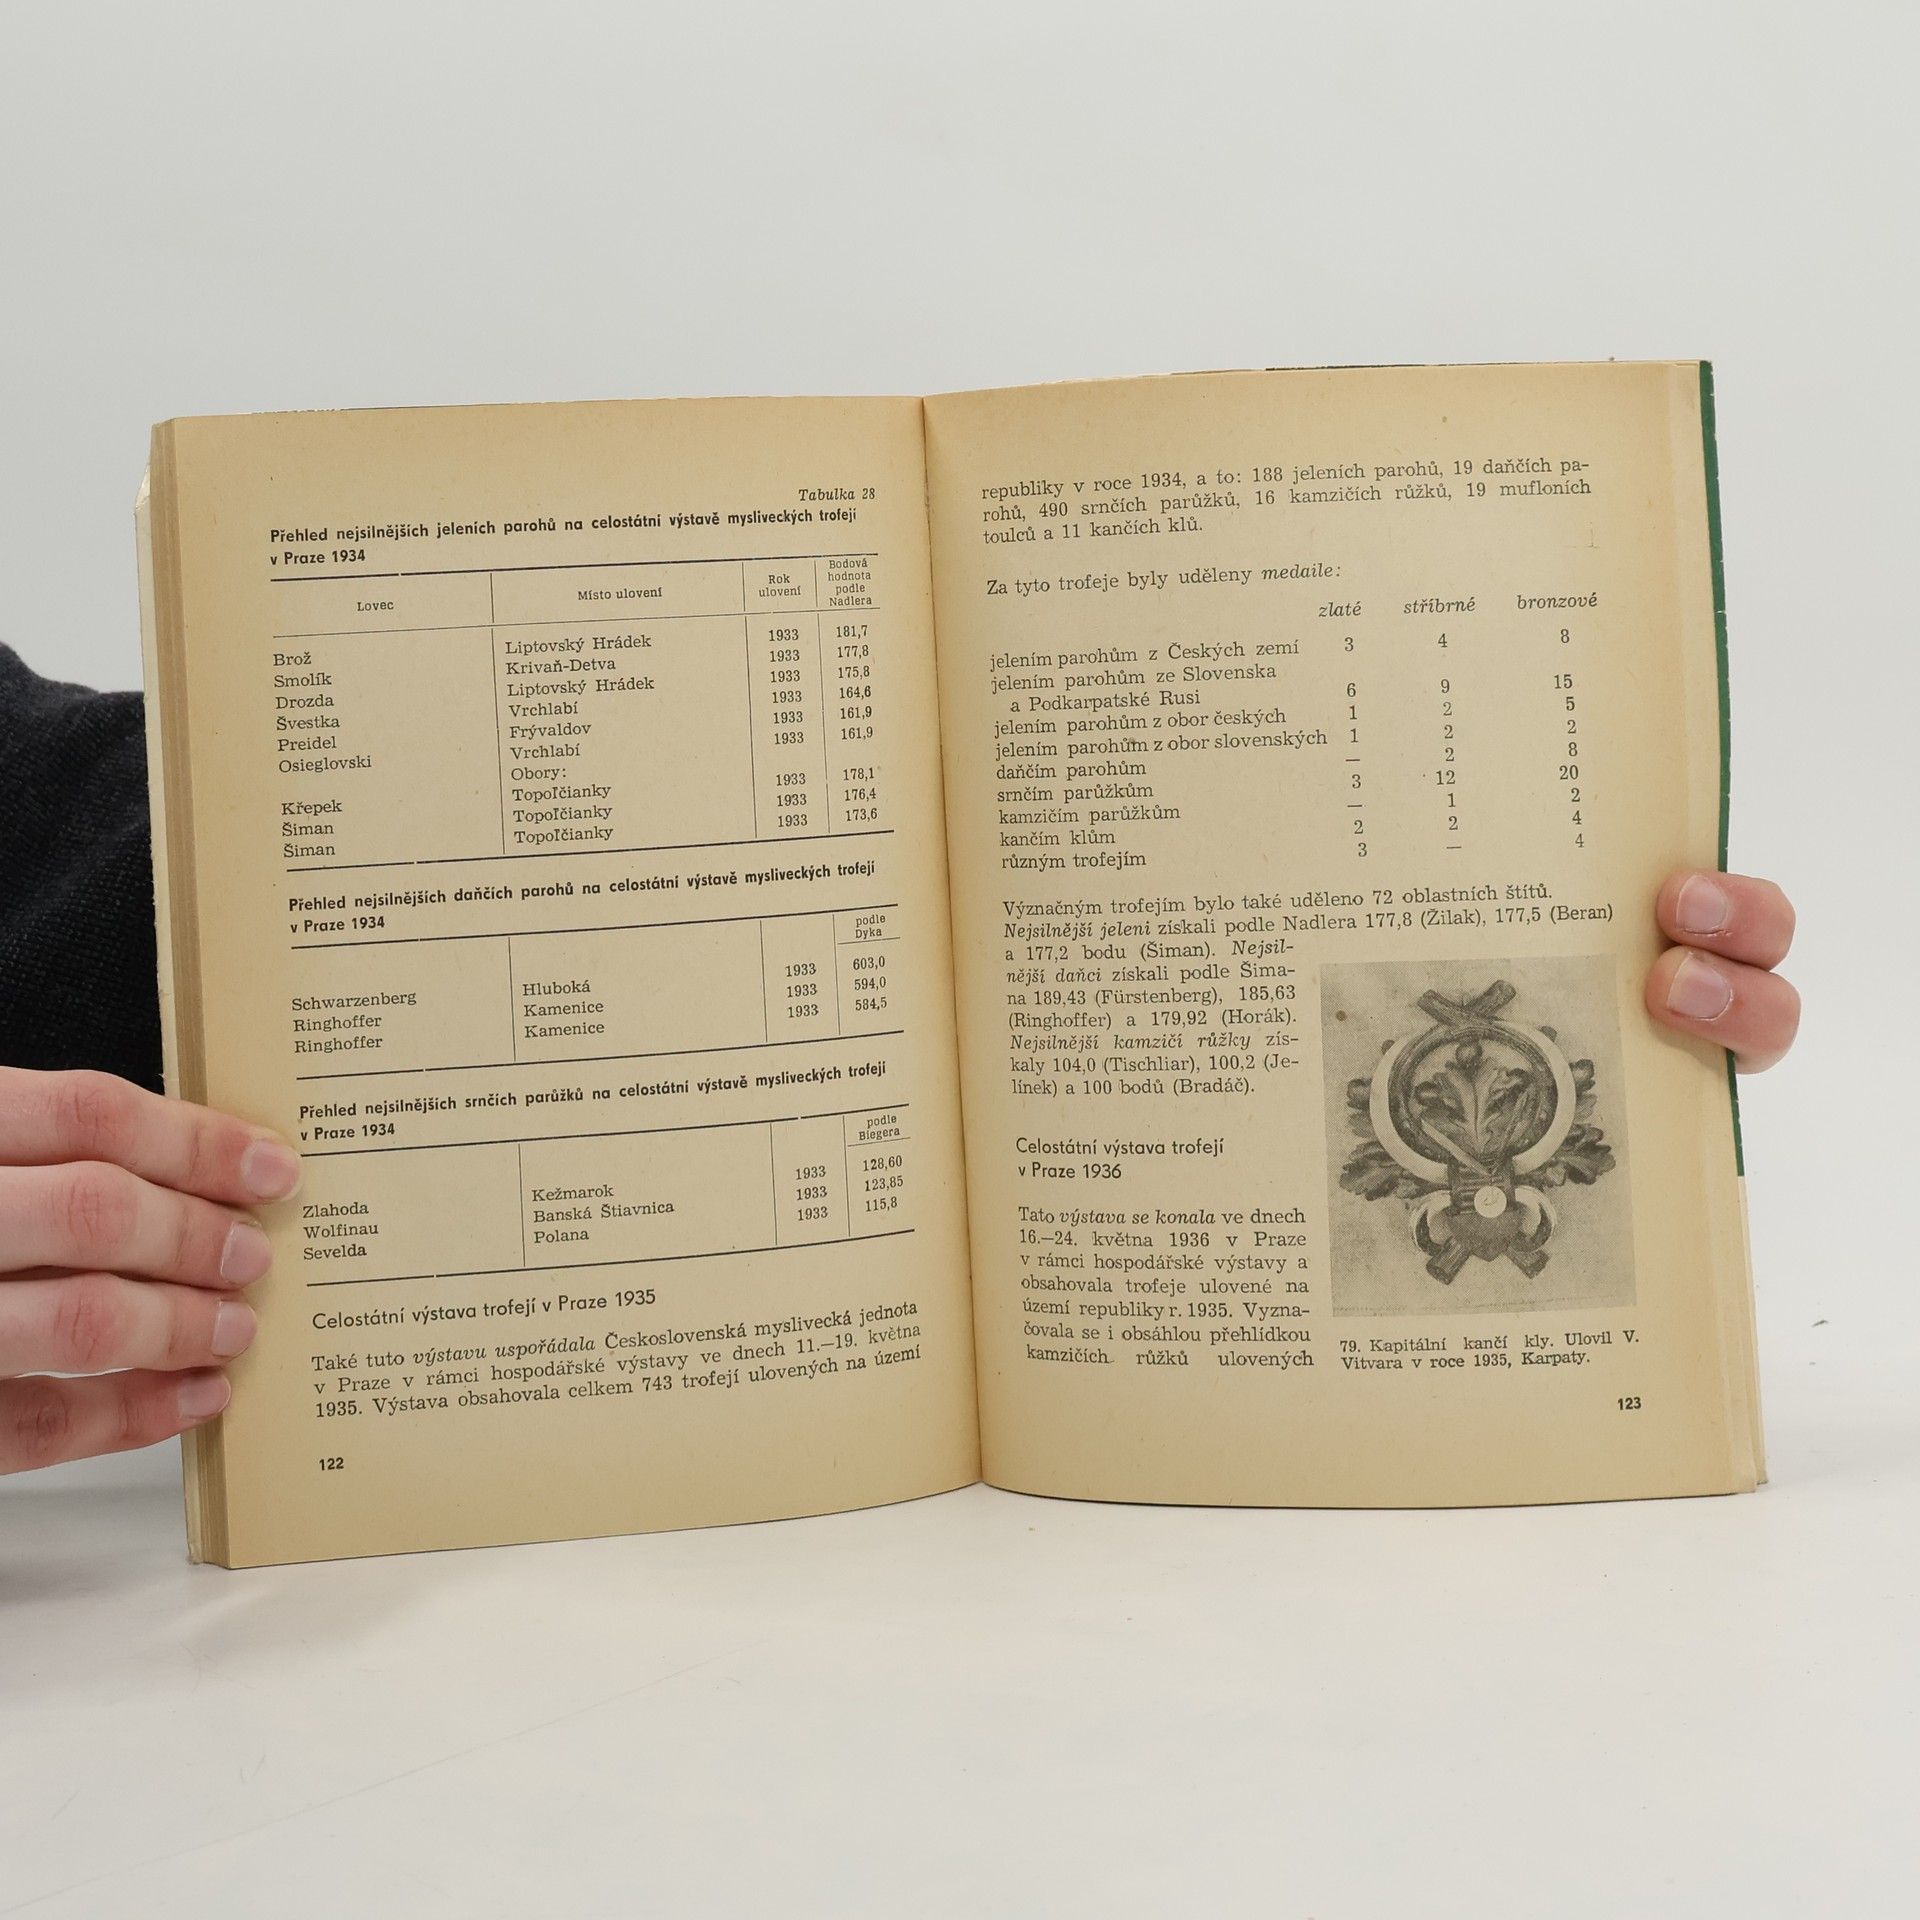 Tabulka 28
Přehled nejsilnějších jeleních parohů na celostátní výstavě mysliveckých trofejí
v Praze 1934
Lovec Místo ulovení Rok ulovení Bodová hodnota podle Nadlera
Brož Liptovský Hrádek 1933 181,7
Smolík Krivaň-Detva 1933 177,8
Drozda Liptovský Hrádek 1933 175,8
Švestka Vrchlabí 1933 164,6
Preidel Frývaldov 1933 161,9
Osieglovski Vrchlabí 1933 161,9
Obory:
Křepek Topoľčianky 1933 178,1
Šiman Topoľčianky 1933 176,4
Šiman Topoľčianky 1933 173,6
Přehled nejsilnějších daňčích parohů na celostátní výstavě mysliveckých trofejí
v Praze 1934
podle Dyka
Schwarzenberg Hluboká 1933 603,0
Ringhoffer Kamenice 1933 594,0
Ringhoffer Kamenice 1933 584,5
Přehled nejsilnějších srnčích parůžků na celostátní výstavě mysliveckých trofejí
v Praze 1934
podle Biegera
Zlahoda Kežmarok 1933 128,60
Wolfinau Banská Štiavnica 1933 123,85
Sevelda Polana 1933 115,8
Celostátní výstava trofejí v Praze 1935
Také tuto výstavu uspořádala Československá myslivecká jednota
v Praze v rámci hospodářské výstavy ve dnech 11.—19. května
1935. Výstava obsahovala celkem 743 trofejí ulovených na území
122
republiky v roce 1934, a to: 188 jeleních parohů, 19 daňčích pa-
rohů, 490 srnčích parůžků, 16 kamzičích růžků, 19 mufloních
toulců a 11 kančích klů.
Za tyto trofeje byly uděleny medaile:
zlaté stříbrné bronzové
jelením parohům z Českých zemí 3 4 8
jelením parohům ze Slovenska
a Podkarpatské Rusi 6 9 15
jelením parohům z obor českých 1 2 5
jelením parohům z obor slovenských 1 2 2
daňčím parohům — 2 8
srnčím parůžkům 3 12 20
kamzičím parůžkům — 1 2
kančím klům 2 2 4
různým trofejím 3 — 4
Význačným trofejím bylo také uděleno 72 oblastních štítů.
Nejsilnější jeleni získali podle Nadlera 177,8 (Žilak), 177,5 (Beran)
a 177,2 bodu (Šiman). Nejsil-
nější daňci získali podle Šima-
na 189,43 (Fürstenberg), 185,63
(Ringhoffer) a 179,92 (Horák).
Nejsilnější kamzičí růžky zís-
kaly 104,0 (Tischliar), 100,2 (Je-
línek) a 100 bodů (Bradáč).
Celostátní výstava trofejí
v Praze 1936
Tato výstava se konala ve dnech
16.—24. května 1936 v Praze
v rámci hospodářské výstavy a
obsahovala trofeje ulovené na
území republiky r. 1935. Vyzna-
čovala se i obsáhlou přehlídkou
kamzičích růžků ulovených
79. Kapitální kančí kly. Ulovil V.
Vitvara v roce 1935, Karpaty.
123